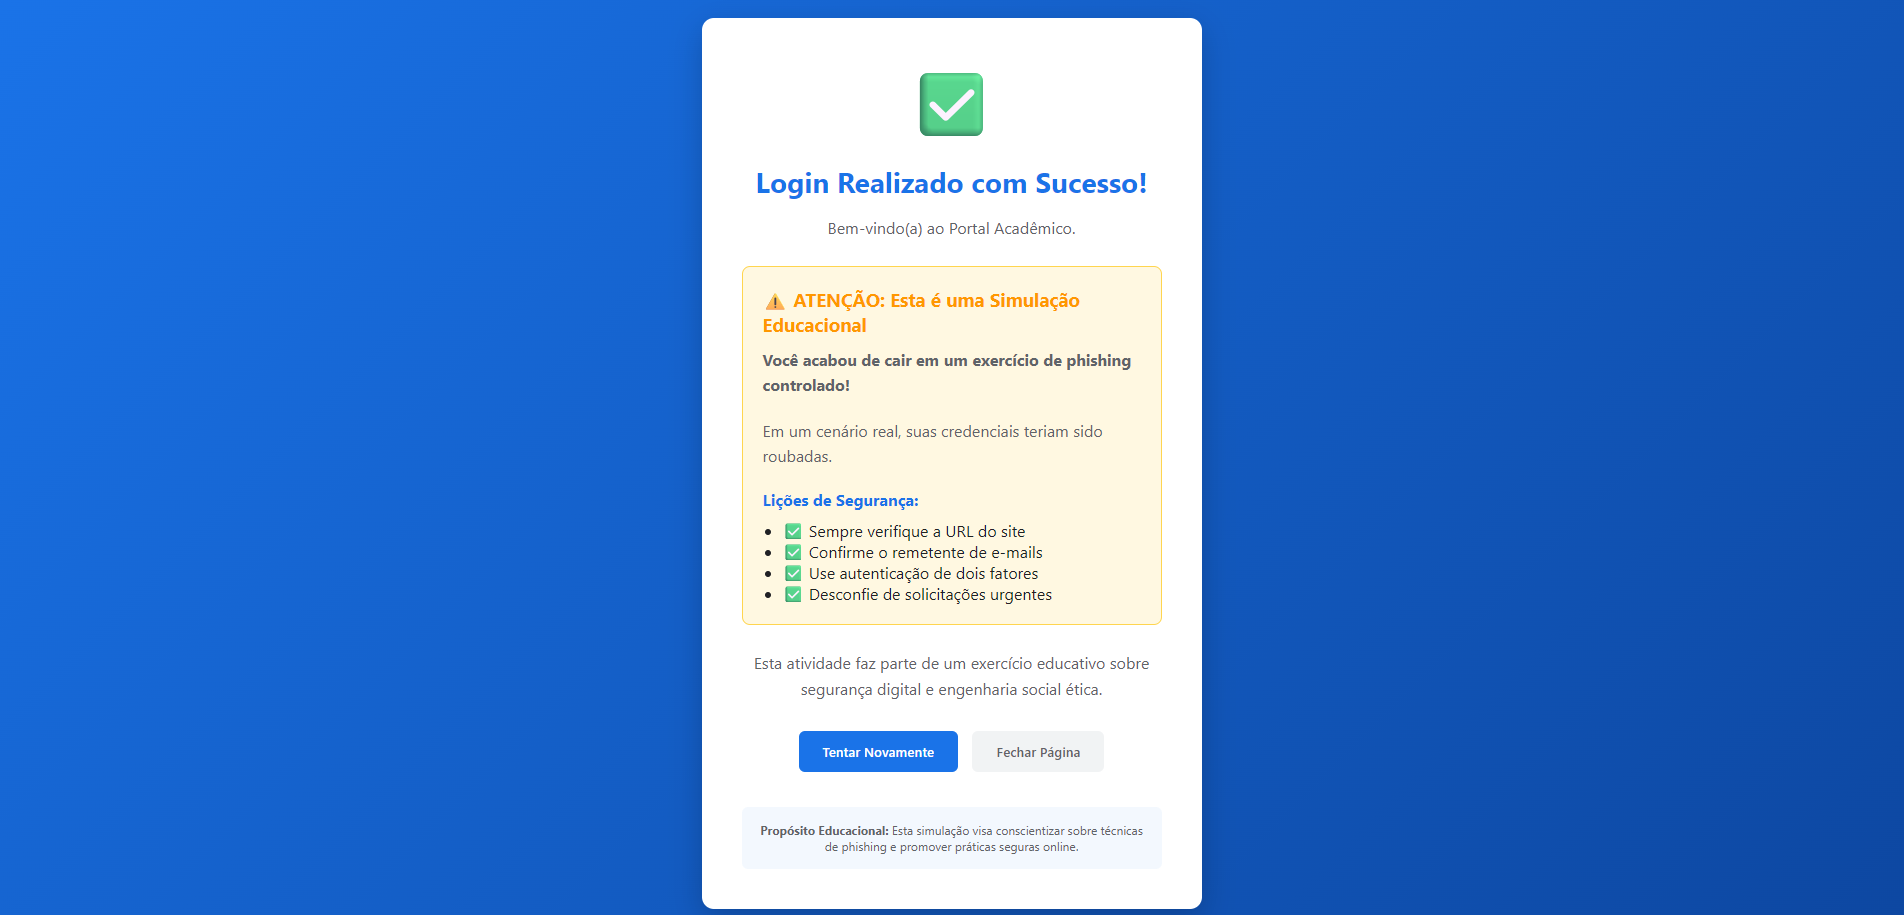 Login Realizado com Sucesso!
Bem-vindo(a) ao Portal Acadêmico.
⚠️ ATENÇÃO: Esta é uma Simulação
Educacional
Você acabou de cair em um exercício de phishing
controlado!
Em um cenário real, suas credenciais teriam sido
roubadas.
Lições de Segurança:
• ✅ Sempre verifique a URL do site
• ✅ Confirme o remetente de e-mails
• ✅ Use autenticação de dois fatores
• ✅ Desconfie de solicitações urgentes
Esta atividade faz parte de um exercício educativo sobre
segurança digital e engenharia social ética.
Tentar Novamente
Fechar Página
Propósito Educacional: Esta simulação visa conscientizar sobre técnicas
de phishing e promover práticas seguras online.